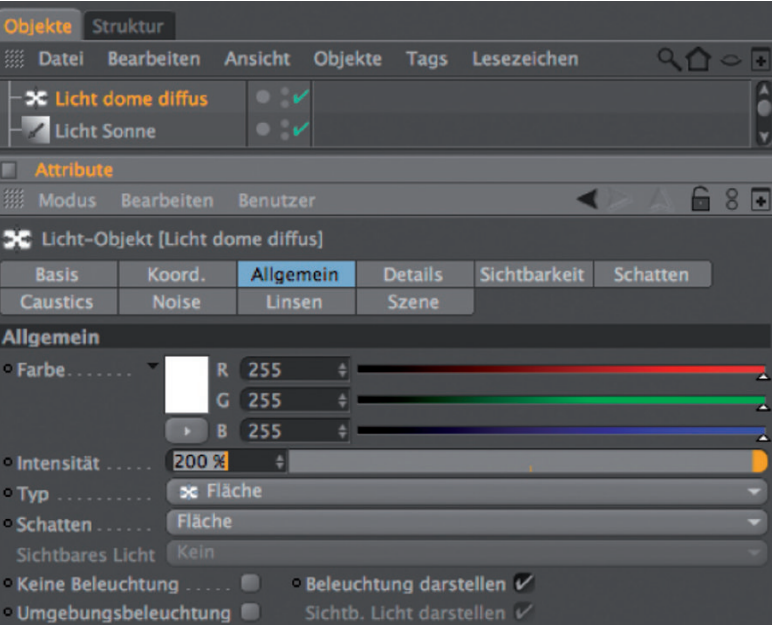 Objekte Struktur
Datei Bearbeiten Ansicht Objekte Tags Lesezeichen
Licht dome diffus
Licht Sonne
Attribute
Modus Bearbeiten Benutzer
Licht-Objekt [Licht dome diffus]
Basis Koord. Allgemein Details Sichtbarkeit Schatten
Caustics Noise Linsen Szene
Allgemein
Farbe....... R 255
G 255
B 255
Intensität ..... 200 %
Typ .......... Fläche
Schatten ...... Fläche
Sichtbares Licht Kein
Keine Beleuchtung ..... Beleuchtung darstellen
Umgebungsbeleuchtung Sichtb. Licht darstellen